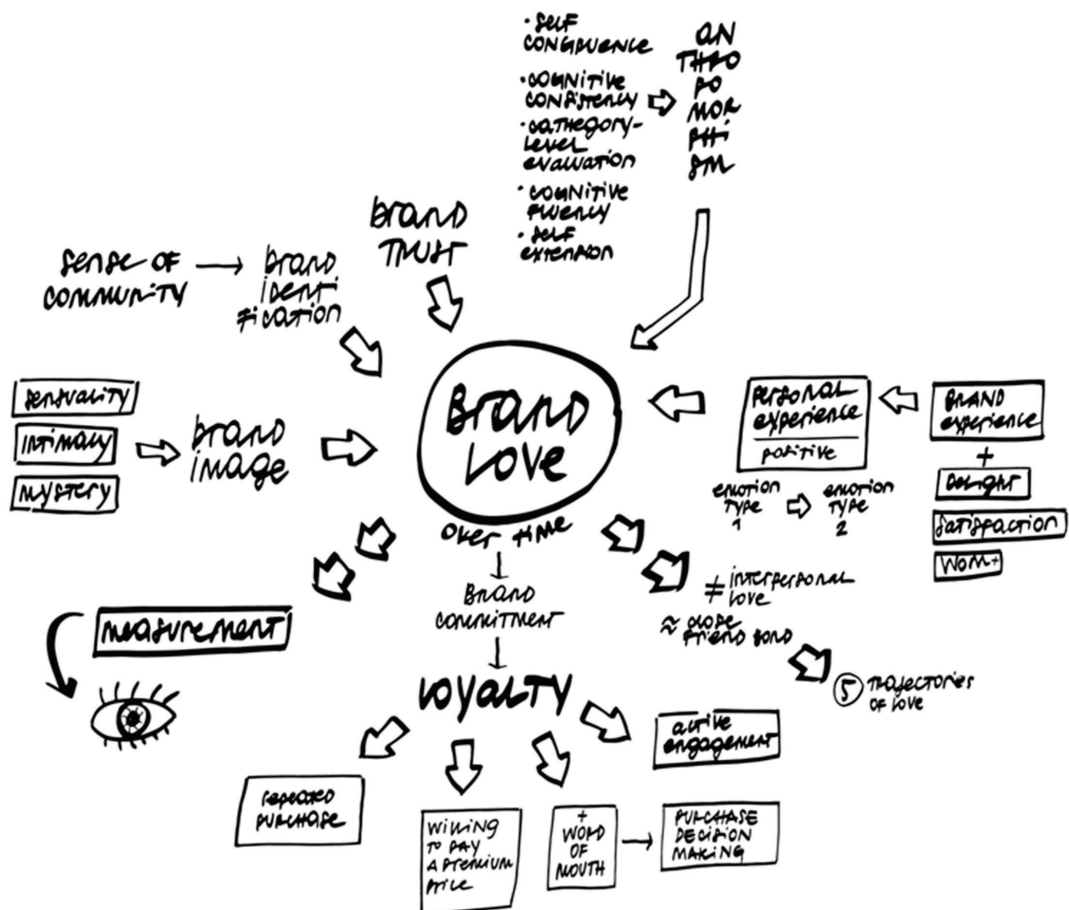 • SELF
CONGRUENCE
• COGNITIVE
CONSISTENCY
• CATHEGORY-
LEVEL
EVALUATION
• COGNITIVE
FLUENCY
• SELF
EXTENSION
AN
THRO
PO
MOR
PHI
SM
brand
TRUST
sense of
community
brand
identi
fication
SENSUALITY
INTIMACY
MYSTERY
brand
image
Brand
Love
over time
Brand
commitment
LOYALTY
personal
experience
positive
BRAND
experience
+
DELIGHT
Satisfaction
WOM+
emotion
type
1
emotion
type
2
≠ interpersonal
love
≈ close
friend bond
5 Trajectories
of love
measurement
repeated
purchase
WILLING
TO PAY
A PREMIUM
PRICE
+
WORD
OF
MOUTH
PURCHASE
DECISION
MAKING
active
engagement